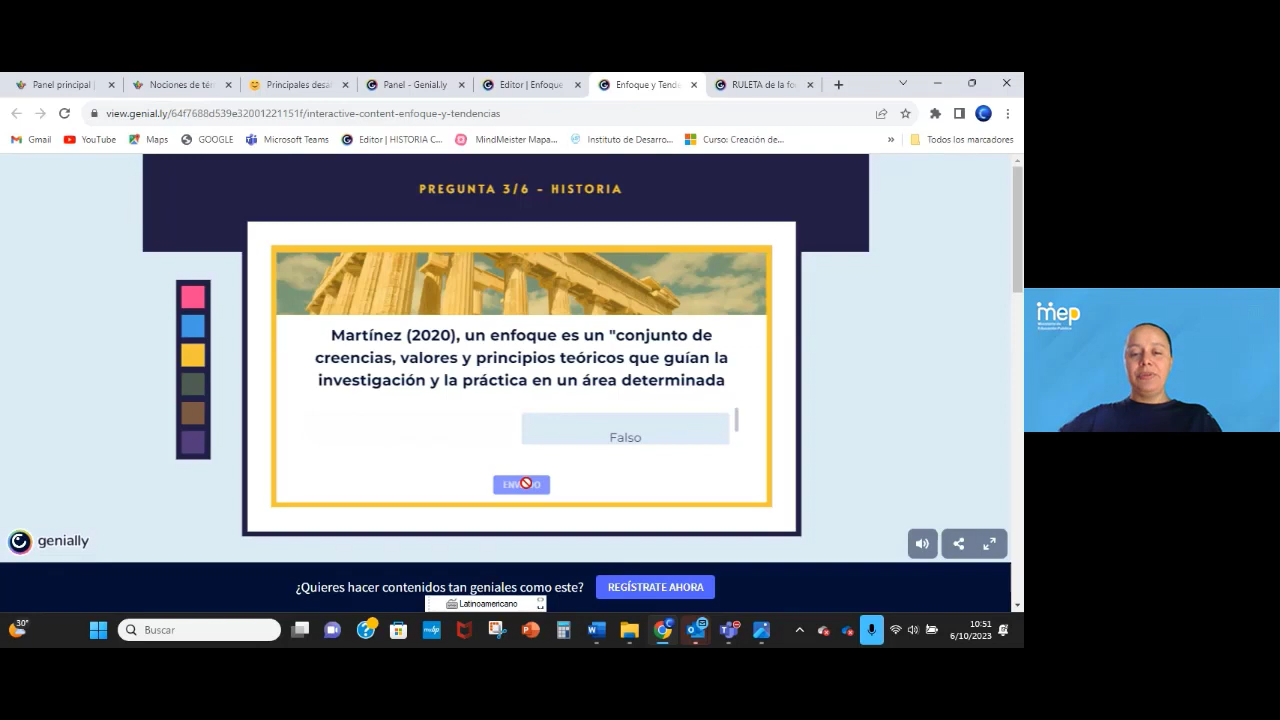 Panel principal |
Nociones de tér
Principales desa
Panel - Genial.ly
Editor | Enfoque
Enfoque y Tende
RULETA de la fo
view.genial.ly/64f7688d539e32001221151f/interactive-content-enfoque-y-tendencias
Gmail
YouTube
Maps
GOOGLE
Microsoft Teams
Editor | HISTORIA C...
MindMeister Mapa...
Instituto de Desarro...
Curso: Creación de...
»
Todos los marcadores
PREGUNTA 3/6 - HISTORIA
Martínez (2020), un enfoque es un "conjunto de
creencias, valores y principios teóricos que guían la
investigación y la práctica en un área determinada
Falso
genially
¿Quieres hacer contenidos tan geniales como este?
REGÍSTRATE AHORA
Latinoamericano
30°
Buscar
10:51
6/10/2023
mep